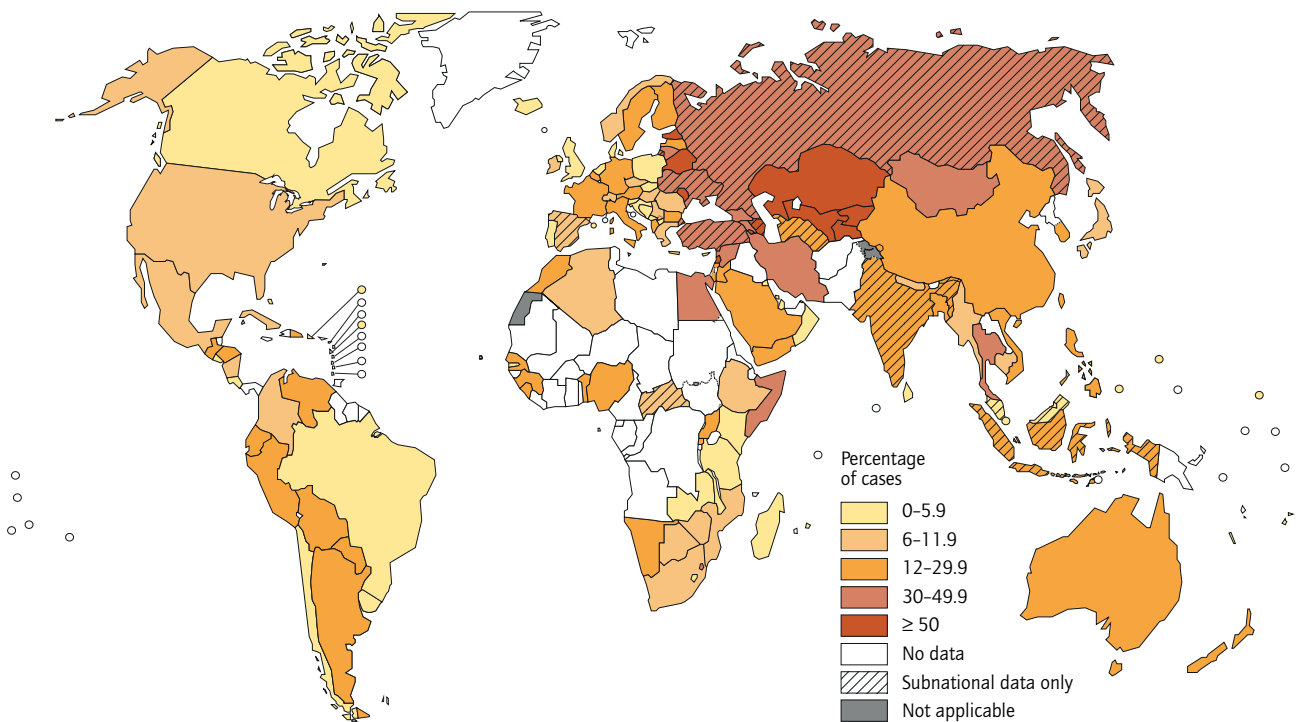 Percentage
of cases
0–5.9
6–11.9
12–29.9
30–49.9
≥ 50
No data
Subnational data only
Not applicable